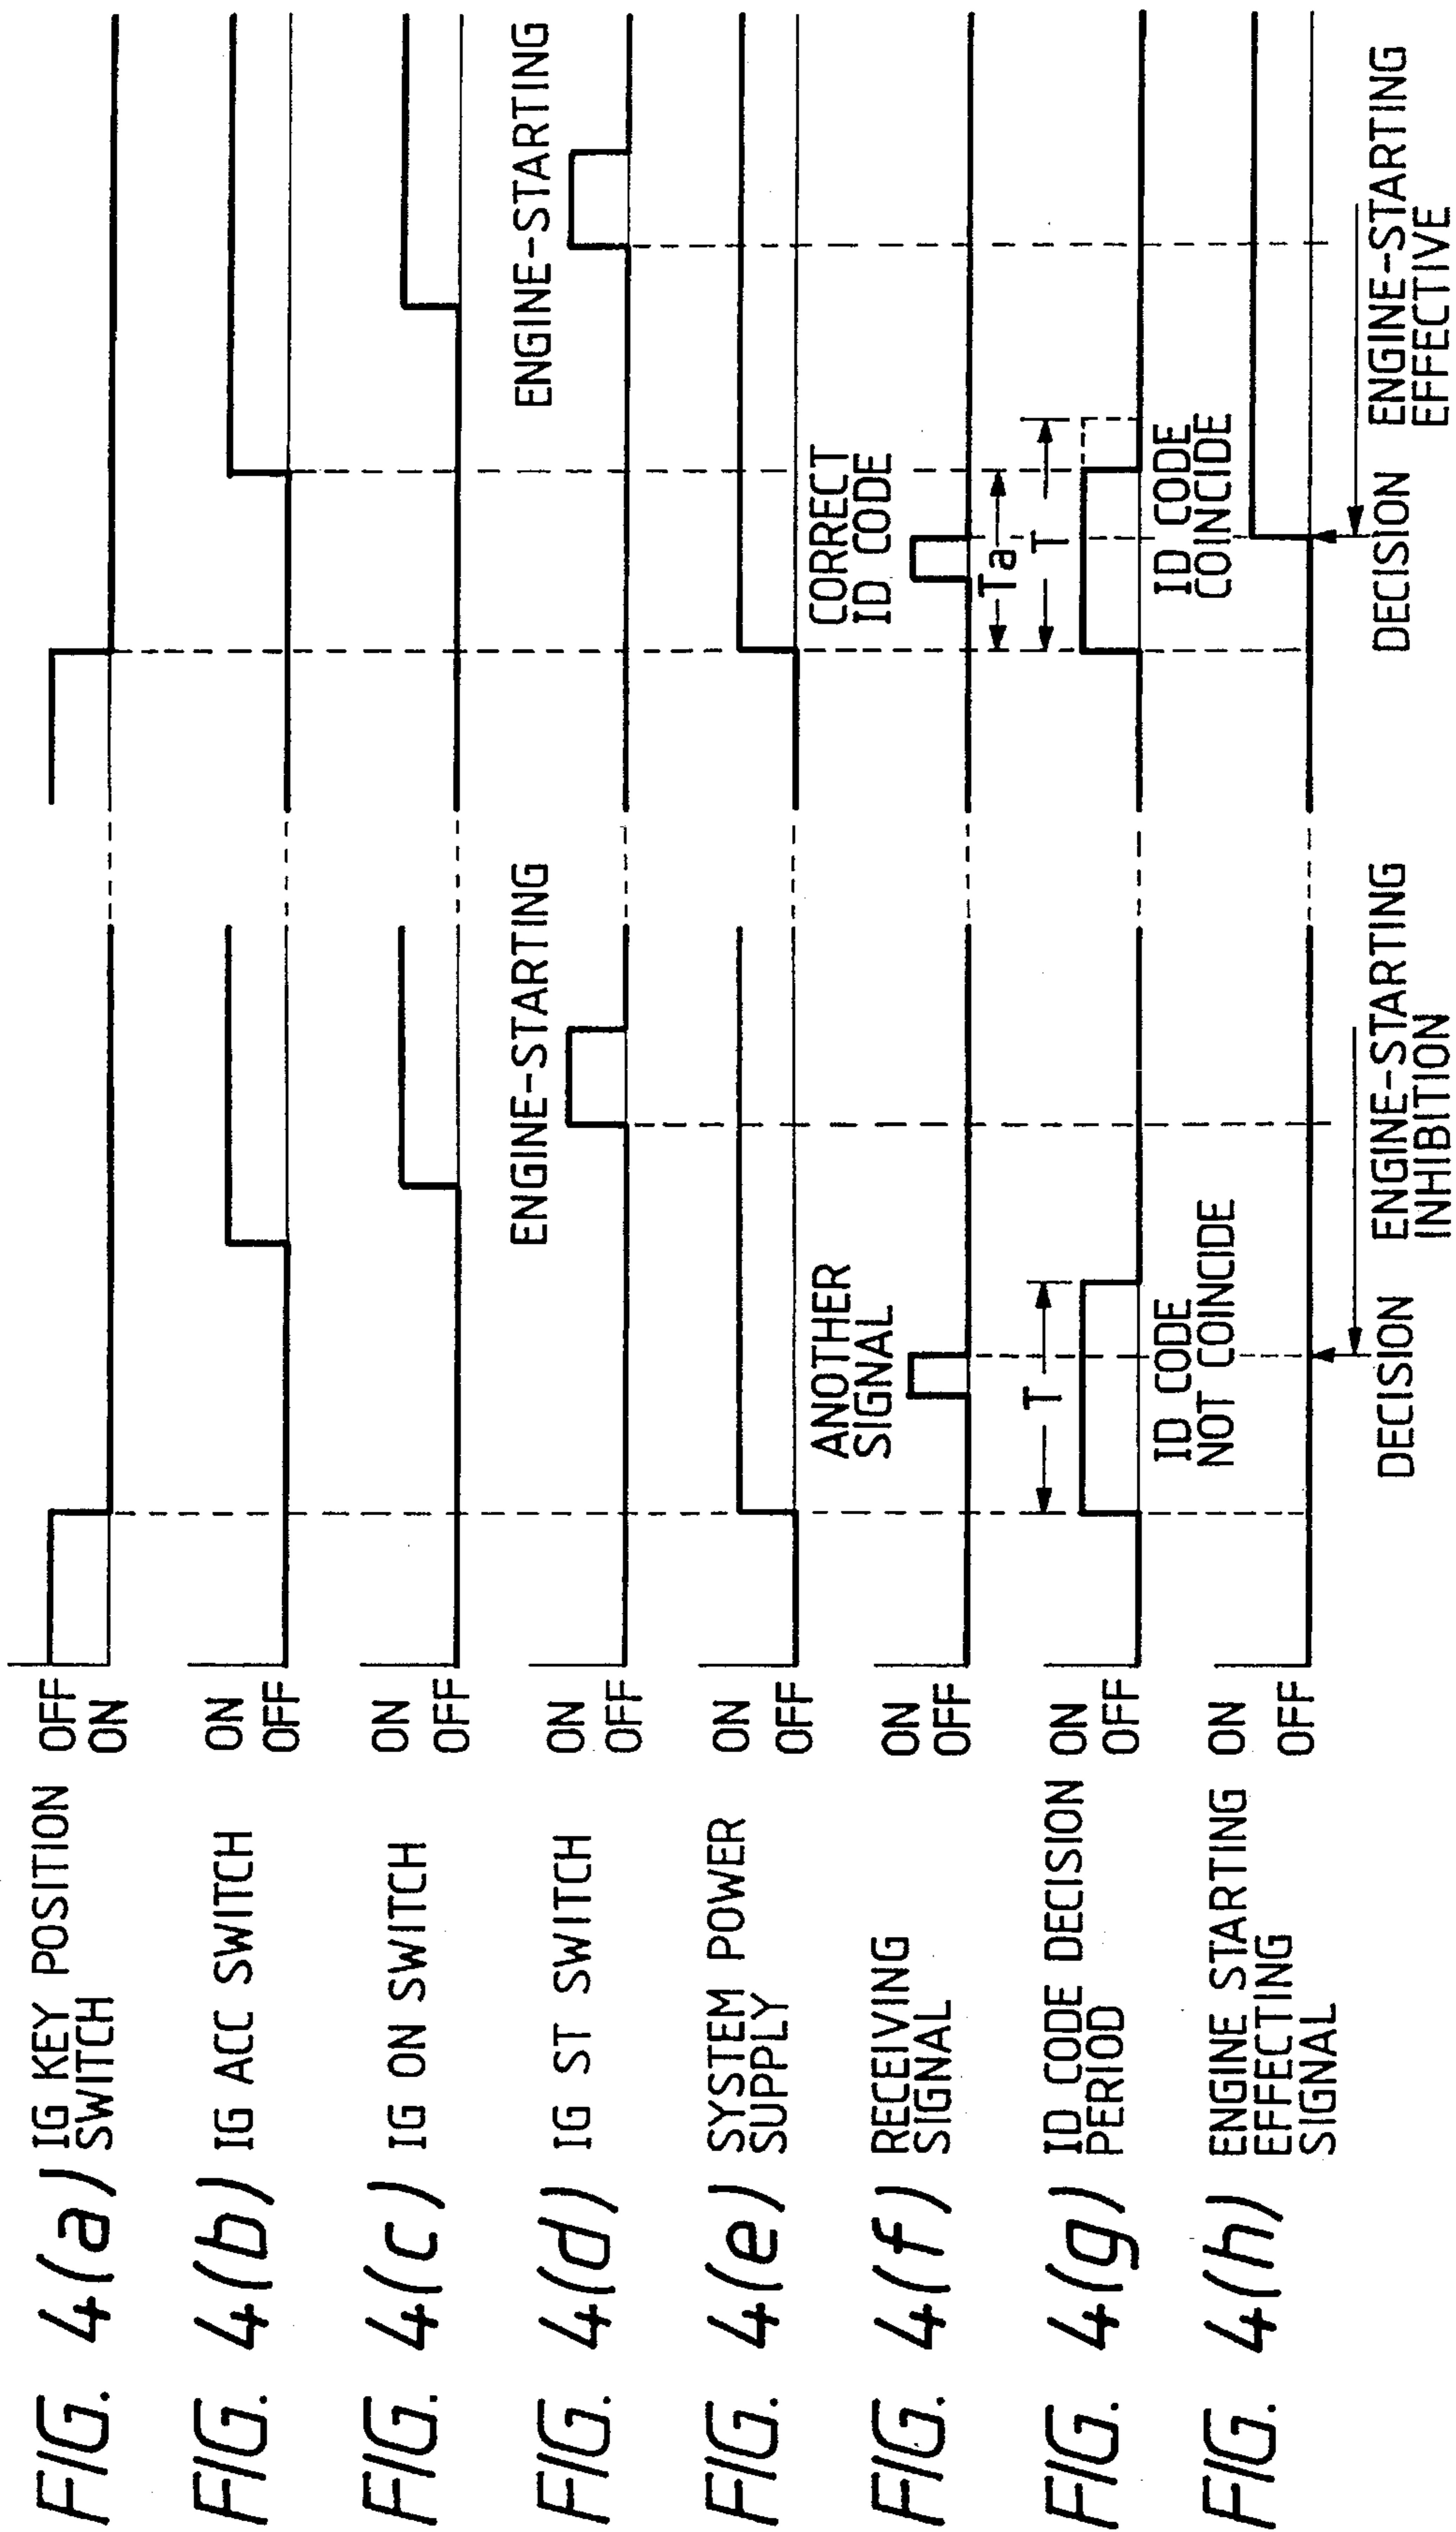 FIG. 4(a) IG KEY POSITION
SWITCH
OFF
ON
FIG. 4(b) IG ACC SWITCH
ON
OFF
FIG. 4(c) IG ON SWITCH
ON
OFF
FIG. 4(d) IG ST SWITCH
ON
OFF
ENGINE-STARTING
ENGINE-STARTING
FIG. 4(e) SYSTEM POWER
SUPPLY
ON
OFF
FIG. 4(f) RECEIVING
SIGNAL
ON
OFF
ANOTHER
SIGNAL
CORRECT
ID CODE
FIG. 4(g) ID CODE DECISION
PERIOD
ON
OFF
T
Ta
T
ID CODE
NOT COINCIDE
ID CODE
COINCIDE
FIG. 4(h) ENGINE STARTING
EFFECTING
SIGNAL
ON
OFF
DECISION
ENGINE-STARTING
INHIBITION
DECISION
ENGINE-STARTING
EFFECTIVE